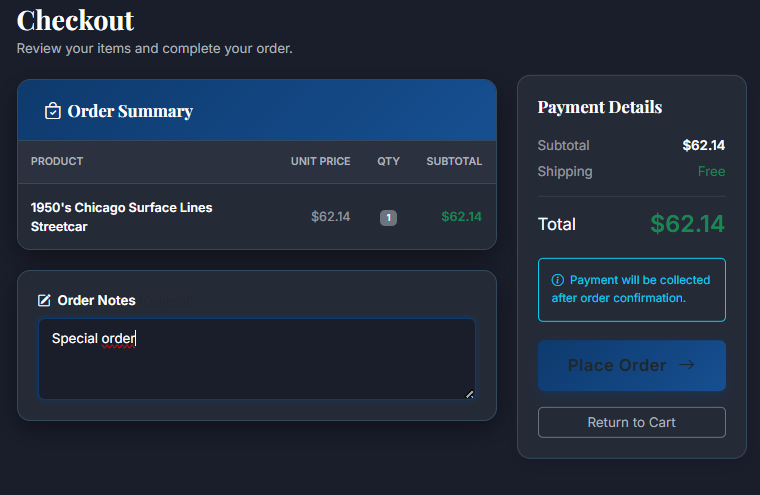 Checkout
Review your items and complete your order.
Order Summary
PRODUCT UNIT PRICE QTY SUBTOTAL
1950's Chicago Surface Lines
Streetcar
$62.14 1 $62.14
Order Notes
Special order
Payment Details
Subtotal $62.14
Shipping Free
Total $62.14
Payment will be collected
after order confirmation.
Place Order →
Return to Cart